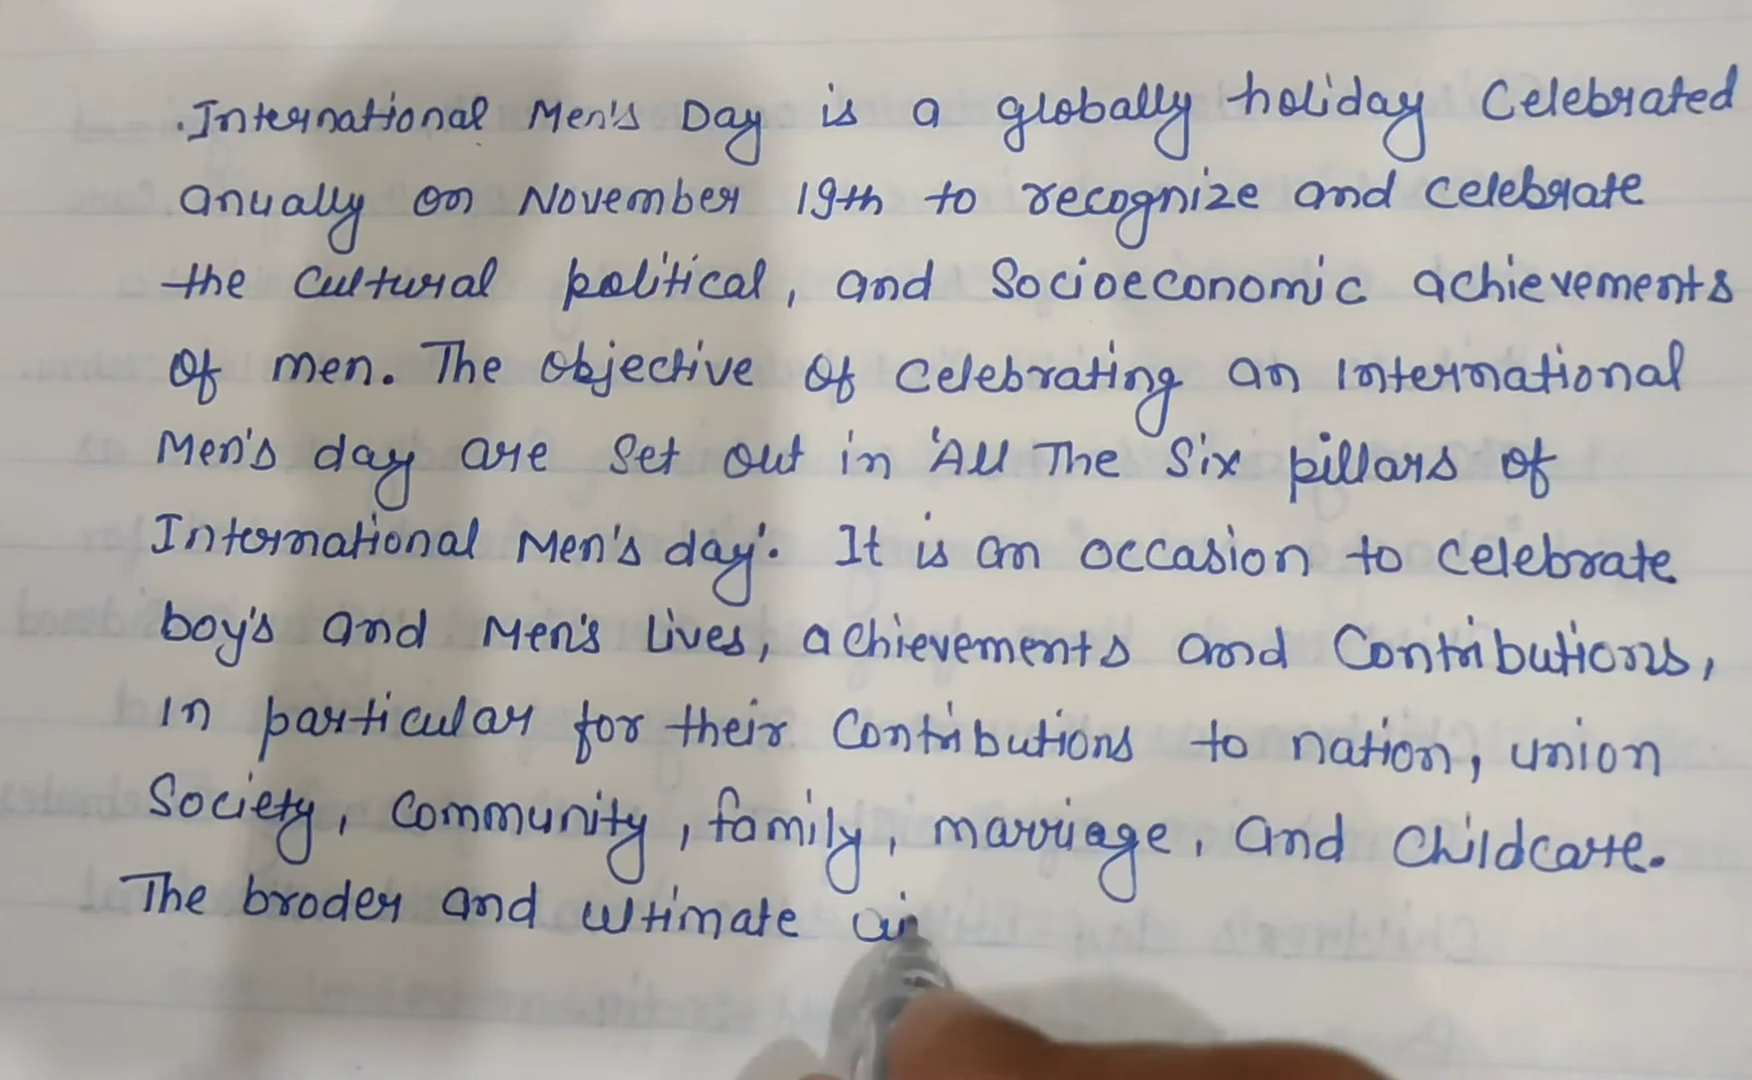 International Men's Day is a globally holiday Celebrated
anually on November 19th to recognize and celebrate
the Cultural political, and Socioeconomic achievements
of men. The objective of celebrating an international
Men's day are set out in 'All The Six pillars of
International Men's day'. It is an occasion to celebrate
boy's and Men's lives, achievements and Contributions,
in particular for their Contributions to nation, union
Society, Community, family, marriage, and Childcare.
The broder and ultimate ai